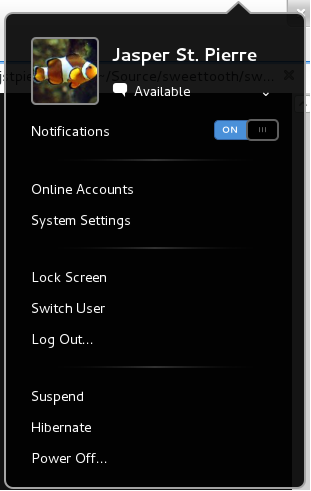 Jasper St. Pierre
jstpie ~/Source/sweettooth/sw...
Available
Notifications
ON
Online Accounts
System Settings
Lock Screen
Switch User
Log Out...
Suspend
Hibernate
Power Off...